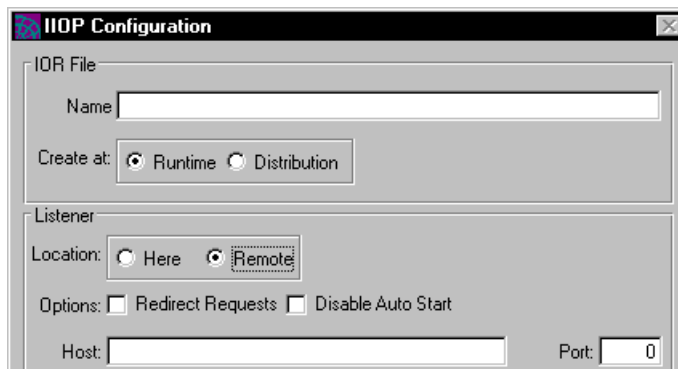 IIOP Configuration
IOR File
Name
Create at: Runtime Distribution
Listener
Location: Here Remote
Options: Redirect Requests Disable Auto Start
Host: Port: 0